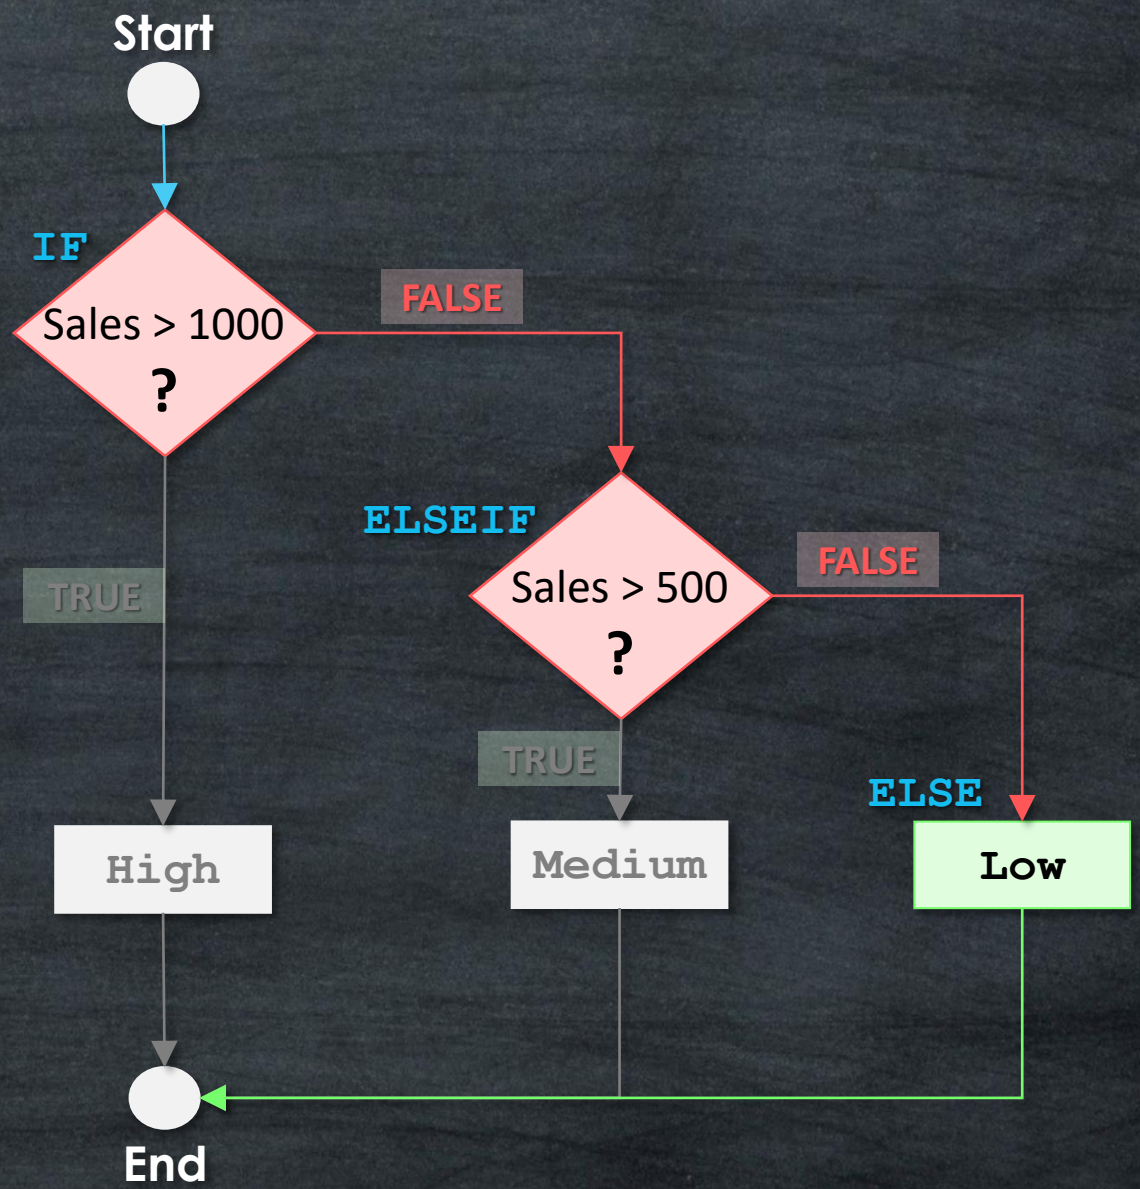 Start
IF
Sales > 1000
?
FALSE
ELSEIF
Sales > 500
?
FALSE
TRUE
TRUE
ELSE
High
Medium
Low
End